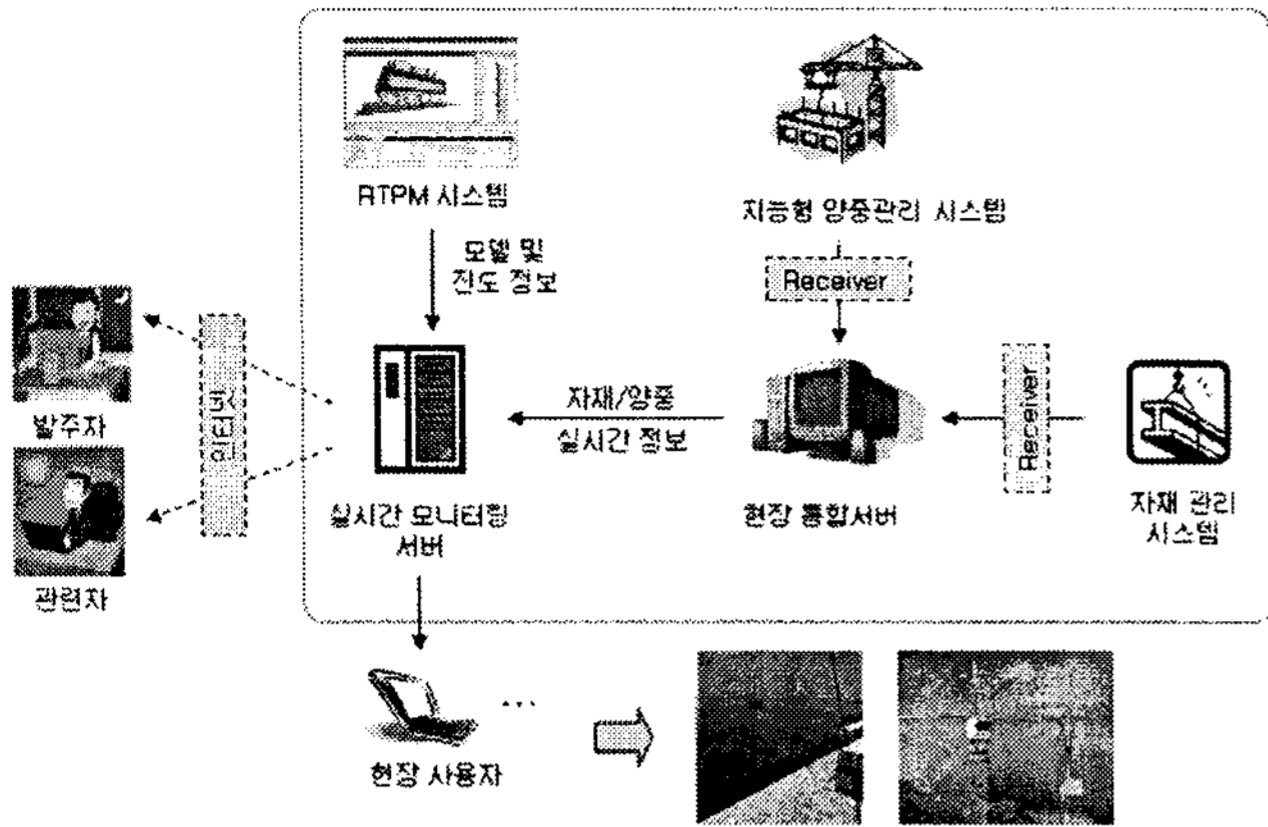 RTPM 시스템
지능형 양중관리 시스템
모델 및
진도 정보
Receiver
인터넷
발주자
자재/양중
실시간 정보
Receiver
관련자
실시간 모니터링
서버
현장 통합서버
자재 관리
시스템
현장 사용자
...